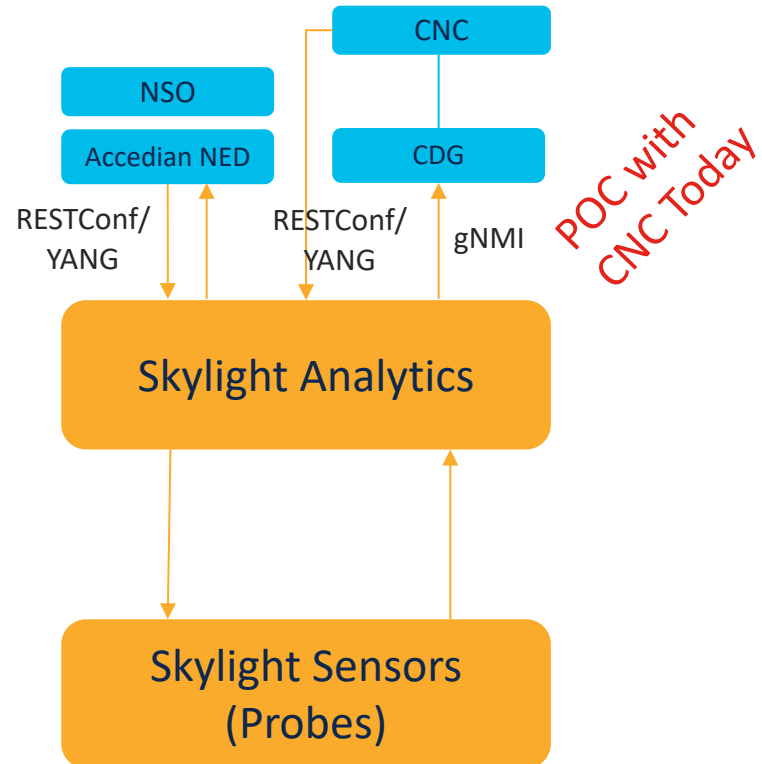 CNC
NSO
Accedian NED
CDG
POC with
CNC Today
RESTConf/
YANG
RESTConf/
YANG
gNMI
Skylight Analytics
Skylight Sensors
(Probes)